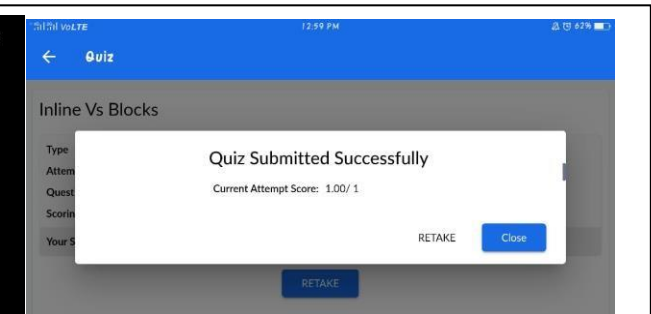 VoLTE 12:59 PM 62%
Quiz
Inline Vs Blocks
Type
Attem
Quest
Scorin
Your S
Quiz Submitted Successfully
Current Attempt Score: 1.00/ 1
RETAKE Close
RETAKE